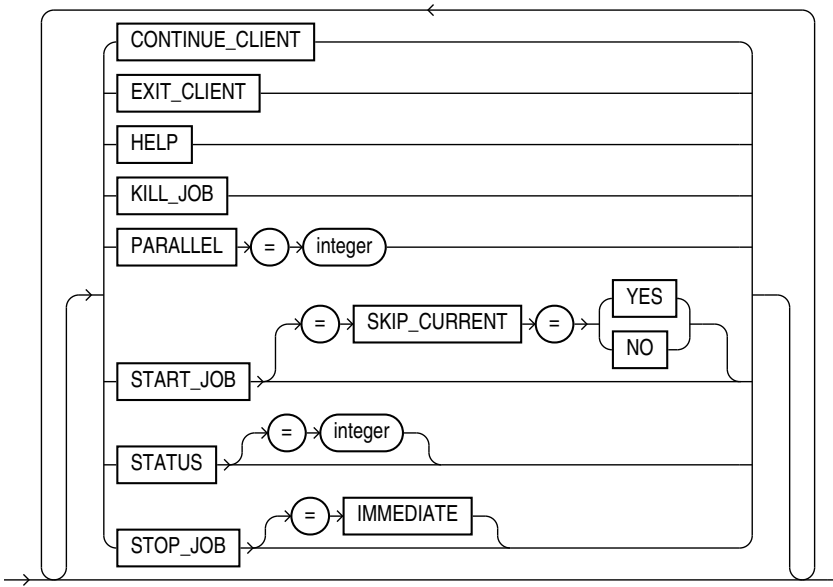 CONTINUE_CLIENT
EXIT_CLIENT
HELP
KILL_JOB
PARALLEL = integer
YES
= SKIP_CURRENT =
NO
START_JOB
= integer
STATUS
= IMMEDIATE
STOP_JOB